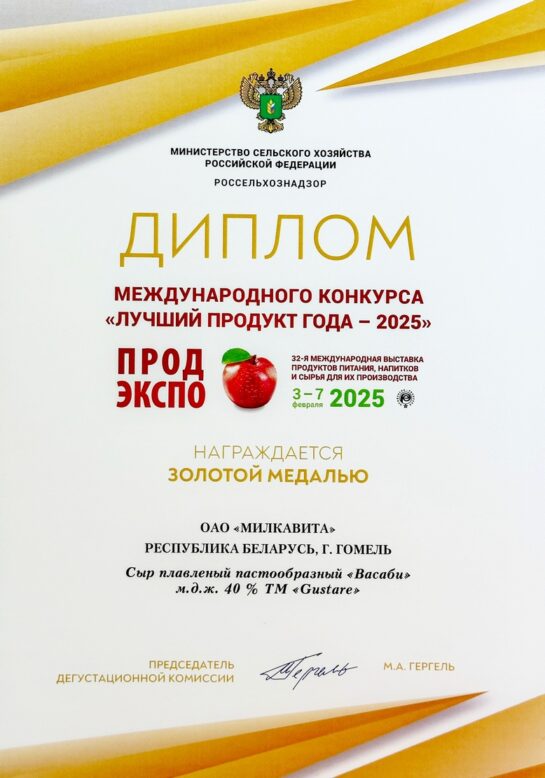 МИНИСТЕРСТВО СЕЛЬСКОГО ХОЗЯЙСТВА
РОССИЙСКОЙ ФЕДЕРАЦИИ
РОССЕЛЬХОЗНАДЗОР
ДИПЛОМ
МЕЖДУНАРОДНОГО КОНКУРСА
«ЛУЧШИЙ ПРОДУКТ ГОДА – 2025»
ПРОД
ЭКСПО
32-Я МЕЖДУНАРОДНАЯ ВЫСТАВКА
ПРОДУКТОВ ПИТАНИЯ, НАПИТКОВ
И СЫРЬЯ ДЛЯ ИХ ПРОИЗВОДСТВА
3–7
февраля
2025
НАГРАЖДАЕТСЯ
ЗОЛОТОЙ МЕДАЛЬЮ
ОАО «МИЛКАВИТА»
РЕСПУБЛИКА БЕЛАРУСЬ, Г. ГОМЕЛЬ
Сыр плавленый пастообразный «Васаби»
м.д.ж. 40 % ТМ «Gustare»
ПРЕДСЕДАТЕЛЬ
ДЕГУСТАЦИОННОЙ КОМИССИИ
Гергель
М.А. ГЕРГЕЛЬ